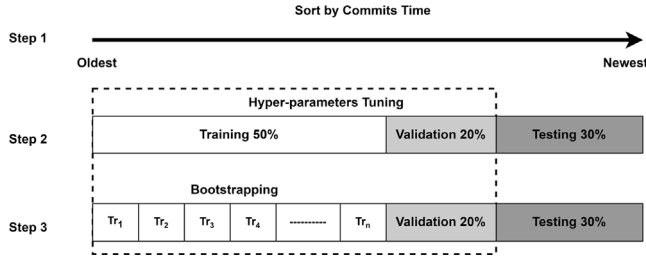 Sort by Commits Time
Step 1
Oldest Newest
Hyper-parameters Tuning
Step 2 Training 50% Validation 20% Testing 30%
Bootstrapping
Step 3 Tr1 Tr2 Tr3 Tr4 ---------- Trn Validation 20% Testing 30%